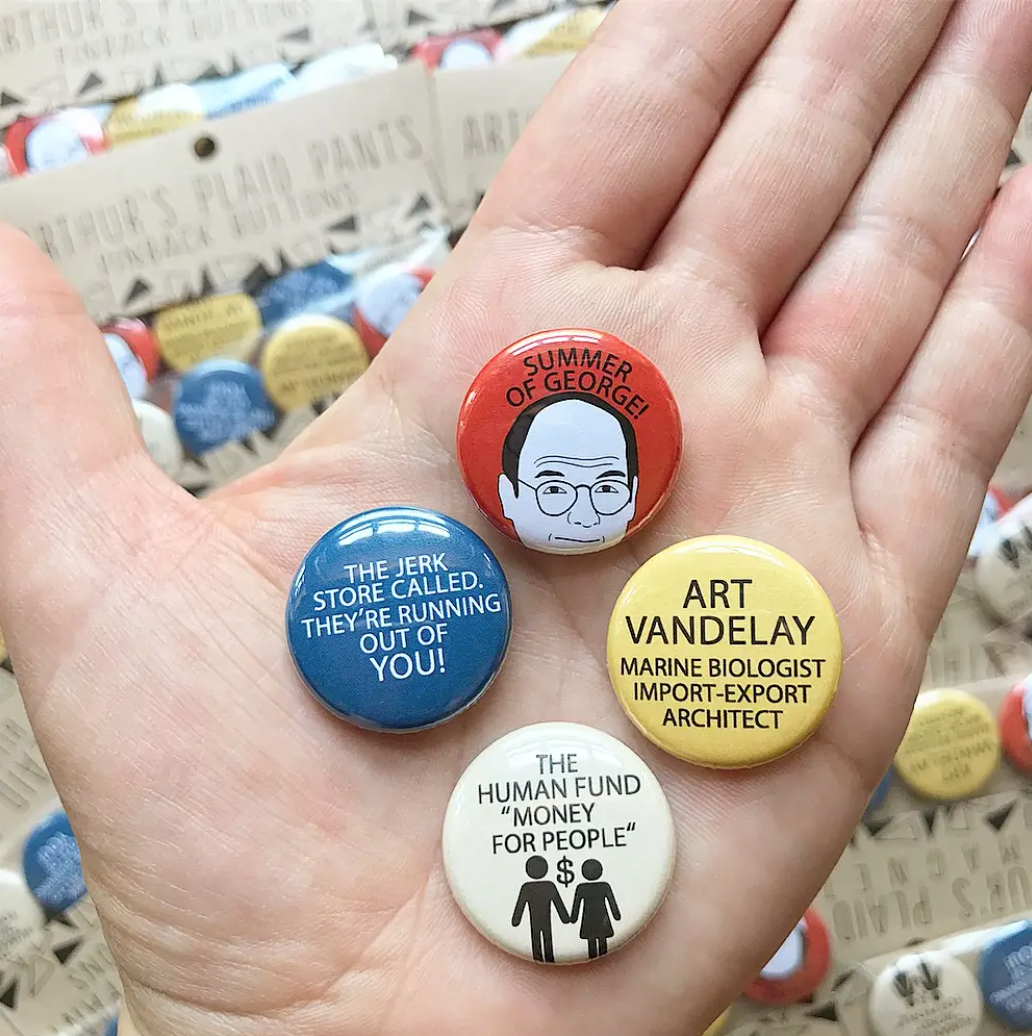 ARTHUR'S PLAID PANTS
PINBACK BUTTONS
SUMMER
OF GEORGE!
THE JERK
STORE CALLED.
THEY'RE RUNNING
OUT OF
YOU!
ART
VANDELAY
MARINE BIOLOGIST
IMPORT-EXPORT
ARCHITECT
THE
HUMAN FUND
"MONEY
FOR PEOPLE"
$